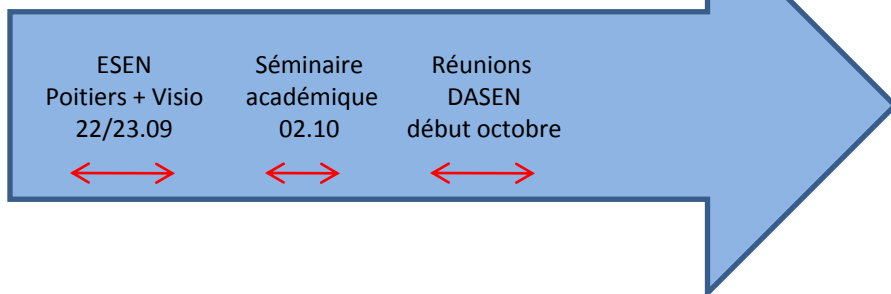 ESEN
Poitiers + Visio
22/23.09
Séminaire
académique
02.10
Réunions
DASEN
début octobre